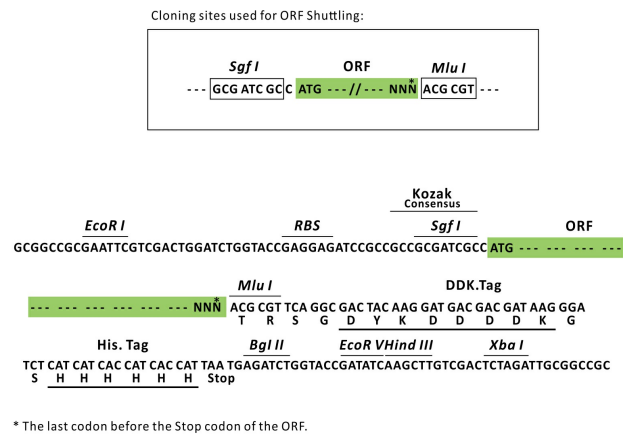 Cloning sites used for ORF Shuttling:
Sgf I ORF Mlu I
--- GCG ATC GC C ATG ---//--- NNN* ACG CGT ---
Kozak
Consensus
EcoR I RBS Sgf I ORF
GCGGCCGCGAATTCGTCGACTGGATCTGGTACCGAGGAGATCCGCCGCCGCGATCGCC ATG --- --- --- ---
Mlu I DDK.Tag
--- --- --- --- --- --- NNN* ACG CGT TCA GGC GAC TAC AAG GAT GAC GAC GAT AAG GGA
T R S G D Y K D D D D K G
His. Tag Bgl II EcoR V Hind III Xba I
TCT CAT CAT CAC CAT CAC CAT TAA TGAGATCTGGTACCGATATCAAGCTTGTCGACTCTAGATTGCGGCCGC
S H H H H H H Stop
* The last codon before the Stop codon of the ORF.